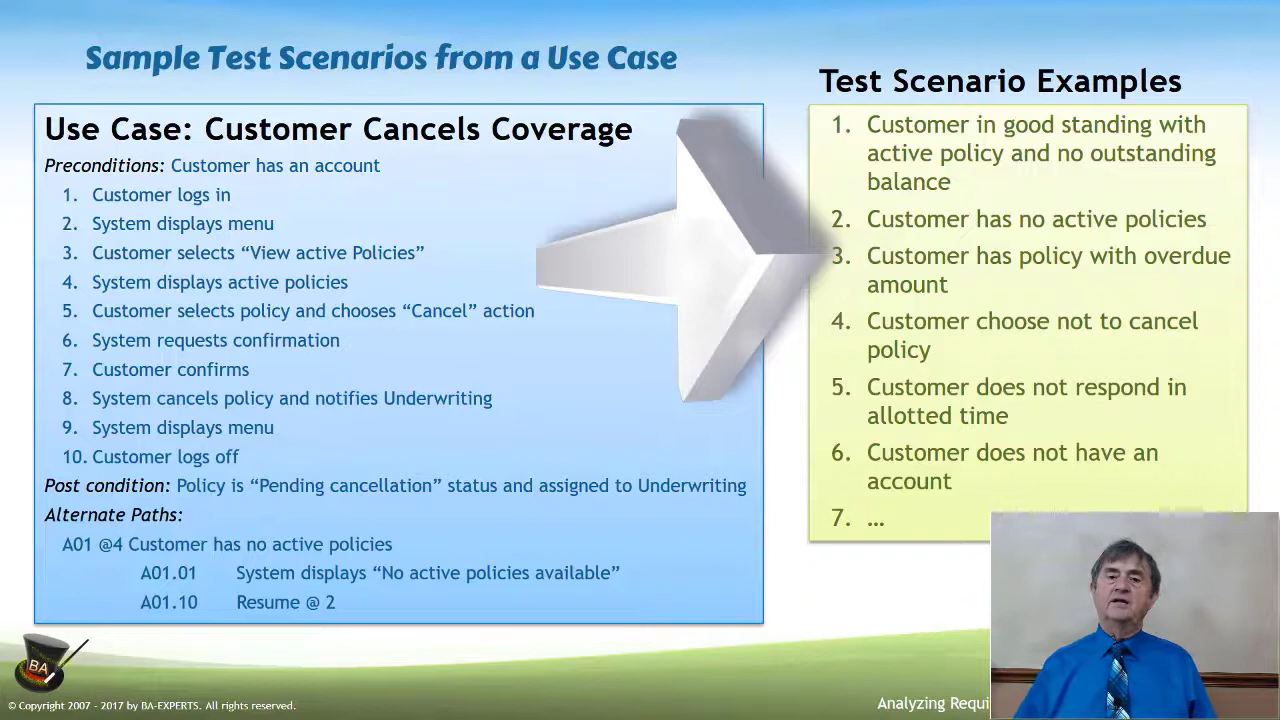 Sample Test Scenarios from a Use Case
Use Case: Customer Cancels Coverage
Preconditions: Customer has an account
1. Customer logs in
2. System displays menu
3. Customer selects “View active Policies”
4. System displays active policies
5. Customer selects policy and chooses “Cancel” action
6. System requests confirmation
7. Customer confirms
8. System cancels policy and notifies Underwriting
9. System displays menu
10. Customer logs off
Post condition: Policy is “Pending cancellation” status and assigned to Underwriting
Alternate Paths:
A01 @4 Customer has no active policies
A01.01 System displays “No active policies available”
A01.10 Resume @ 2
Test Scenario Examples
1. Customer in good standing with
active policy and no outstanding
balance
2. Customer has no active policies
3. Customer has policy with overdue
amount
4. Customer choose not to cancel
policy
5. Customer does not respond in
allotted time
6. Customer does not have an
account
7. …
BA
© Copyright 2007 - 2017 by BA-EXPERTS. All rights reserved.
Analyzing Requi